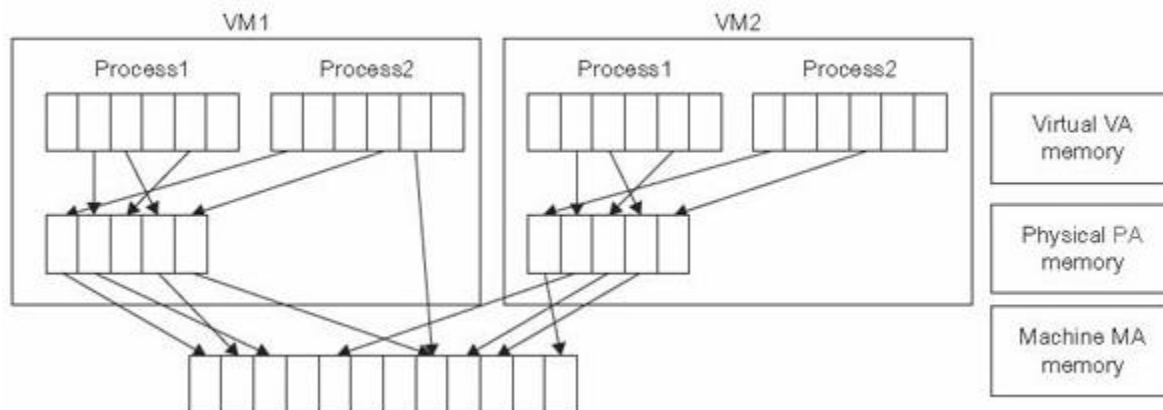 VM1
VM2
Process1
Process2
Process1
Process2
Virtual VA
memory
Physical PA
memory
Machine MA
memory